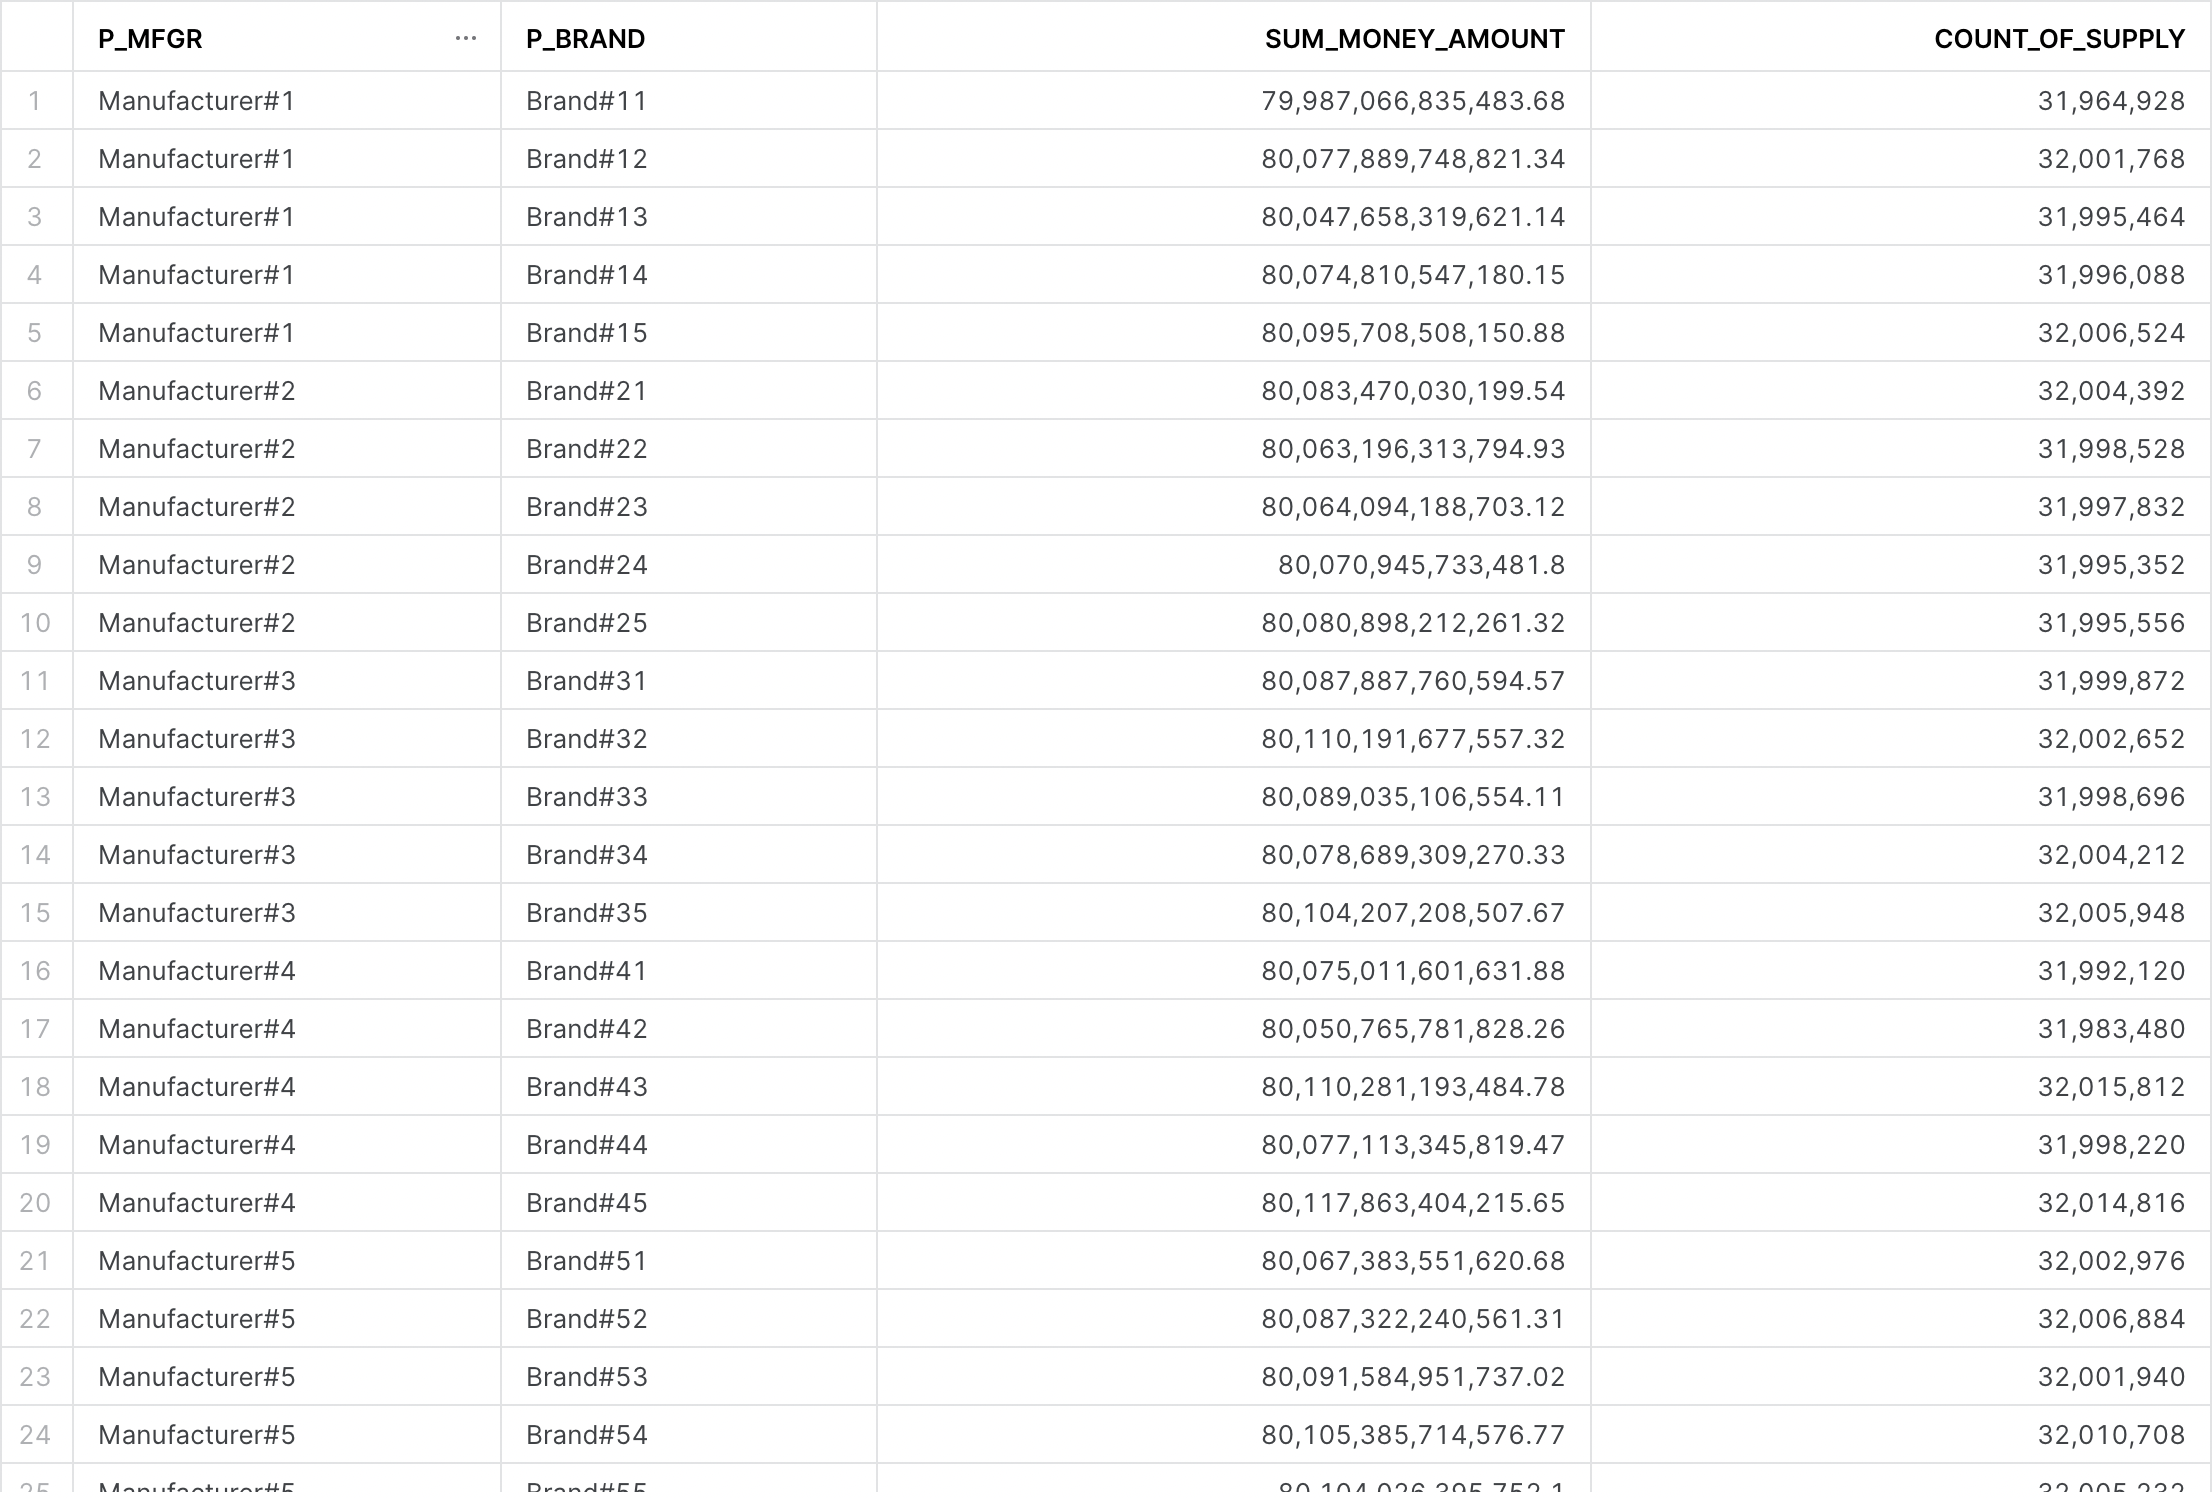 P_MFGR ... P_BRAND SUM_MONEY_AMOUNT COUNT_OF_SUPPLY
1 Manufacturer#1 Brand#11 79,987,066,835,483.68 31,964,928
2 Manufacturer#1 Brand#12 80,077,889,748,821.34 32,001,768
3 Manufacturer#1 Brand#13 80,047,658,319,621.14 31,995,464
4 Manufacturer#1 Brand#14 80,074,810,547,180.15 31,996,088
5 Manufacturer#1 Brand#15 80,095,708,508,150.88 32,006,524
6 Manufacturer#2 Brand#21 80,083,470,030,199.54 32,004,392
7 Manufacturer#2 Brand#22 80,063,196,313,794.93 31,998,528
8 Manufacturer#2 Brand#23 80,064,094,188,703.12 31,997,832
9 Manufacturer#2 Brand#24 80,070,945,733,481.8 31,995,352
10 Manufacturer#2 Brand#25 80,080,898,212,261.32 31,995,556
11 Manufacturer#3 Brand#31 80,087,887,760,594.57 31,999,872
12 Manufacturer#3 Brand#32 80,110,191,677,557.32 32,002,652
13 Manufacturer#3 Brand#33 80,089,035,106,554.11 31,998,696
14 Manufacturer#3 Brand#34 80,078,689,309,270.33 32,004,212
15 Manufacturer#3 Brand#35 80,104,207,208,507.67 32,005,948
16 Manufacturer#4 Brand#41 80,075,011,601,631.88 31,992,120
17 Manufacturer#4 Brand#42 80,050,765,781,828.26 31,983,480
18 Manufacturer#4 Brand#43 80,110,281,193,484.78 32,015,812
19 Manufacturer#4 Brand#44 80,077,113,345,819.47 31,998,220
20 Manufacturer#4 Brand#45 80,117,863,404,215.65 32,014,816
21 Manufacturer#5 Brand#51 80,067,383,551,620.68 32,002,976
22 Manufacturer#5 Brand#52 80,087,322,240,561.31 32,006,884
23 Manufacturer#5 Brand#53 80,091,584,951,737.02 32,001,940
24 Manufacturer#5 Brand#54 80,105,385,714,576.77 32,010,708
25 Manufacturer#5 Brand#55